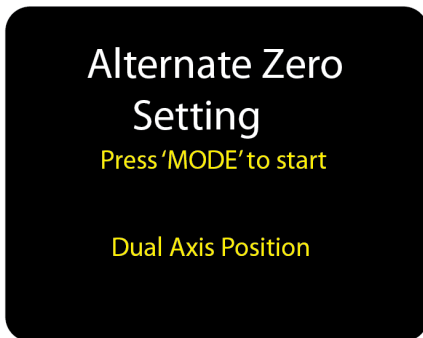 Alternate Zero
Setting
Press ‘MODE’ to start
Dual Axis Position